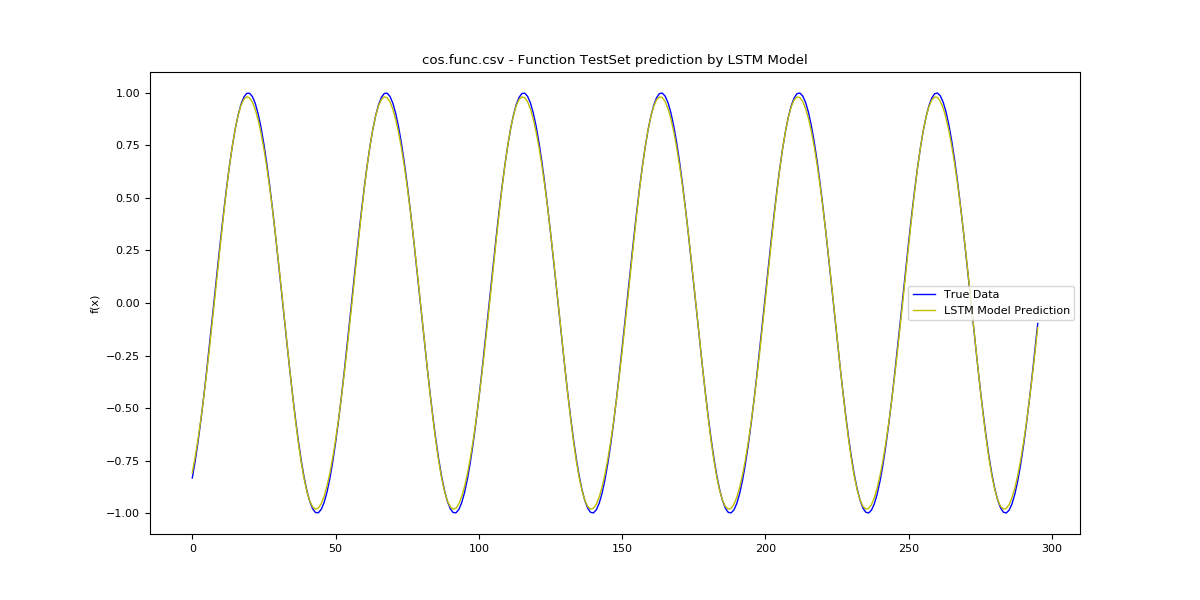 cos.func.csv - Function TestSet prediction by LSTM Model
1.00
0.75
0.50
0.25
0.00
−0.25
−0.50
−0.75
−1.00
f(x)
True Data
LSTM Model Prediction
0 50 100 150 200 250 300